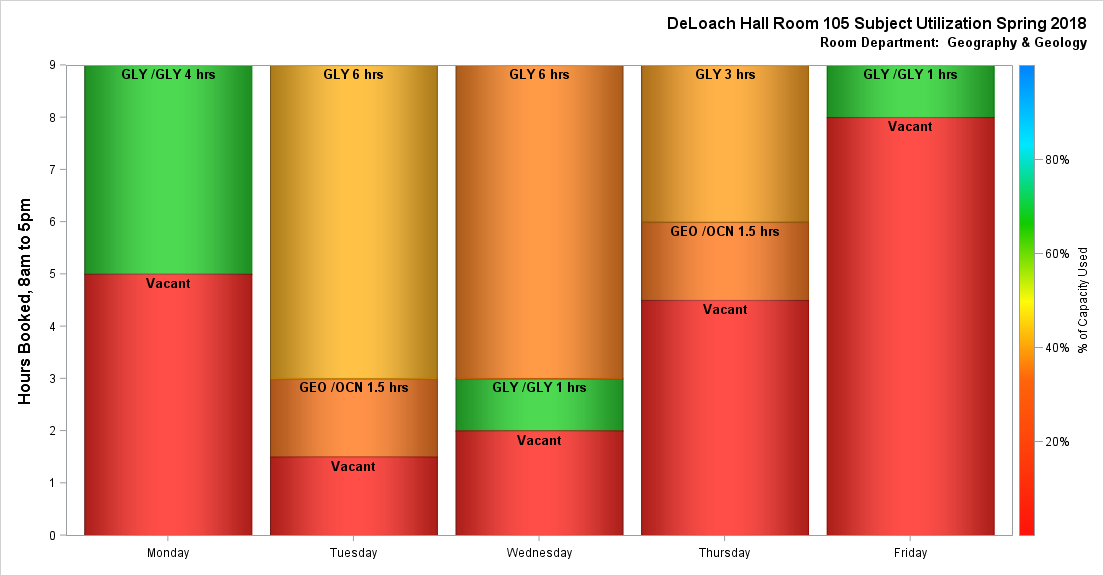 DeLoach Hall Room 105 Subject Utilization Spring 2018
Room Department: Geography & Geology
Hours Booked, 8am to 5pm
9
8
7
6
5
4
3
2
1
0
GLY /GLY 4 hrs
Vacant
GLY 6 hrs
GEO /OCN 1.5 hrs
Vacant
GLY 6 hrs
GLY /GLY 1 hrs
Vacant
GLY 3 hrs
GEO /OCN 1.5 hrs
Vacant
GLY /GLY 1 hrs
Vacant
Monday
Tuesday
Wednesday
Thursday
Friday
80%
60%
40%
20%
% of Capacity Used